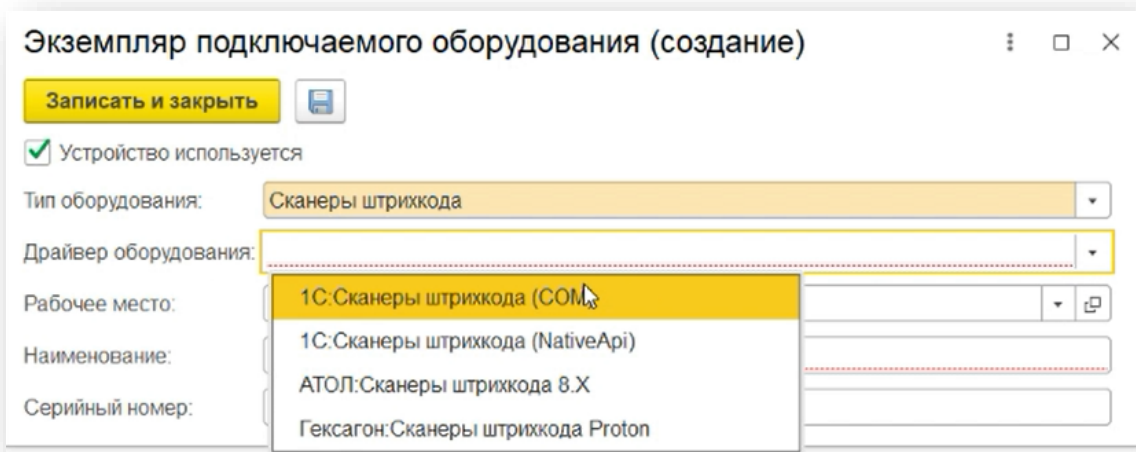 Экземпляр подключаемого оборудования (создание)
Записать и закрыть
Устройство используется
Тип оборудования: Сканеры штрихкода
Драйвер оборудования:
1С:Сканеры штрихкода (COM
Рабочее место:
1С:Сканеры штрихкода (NativeApi)
Наименование:
АТОЛ:Сканеры штрихкода 8.X
Серийный номер:
Гексагон:Сканеры штрихкода Proton